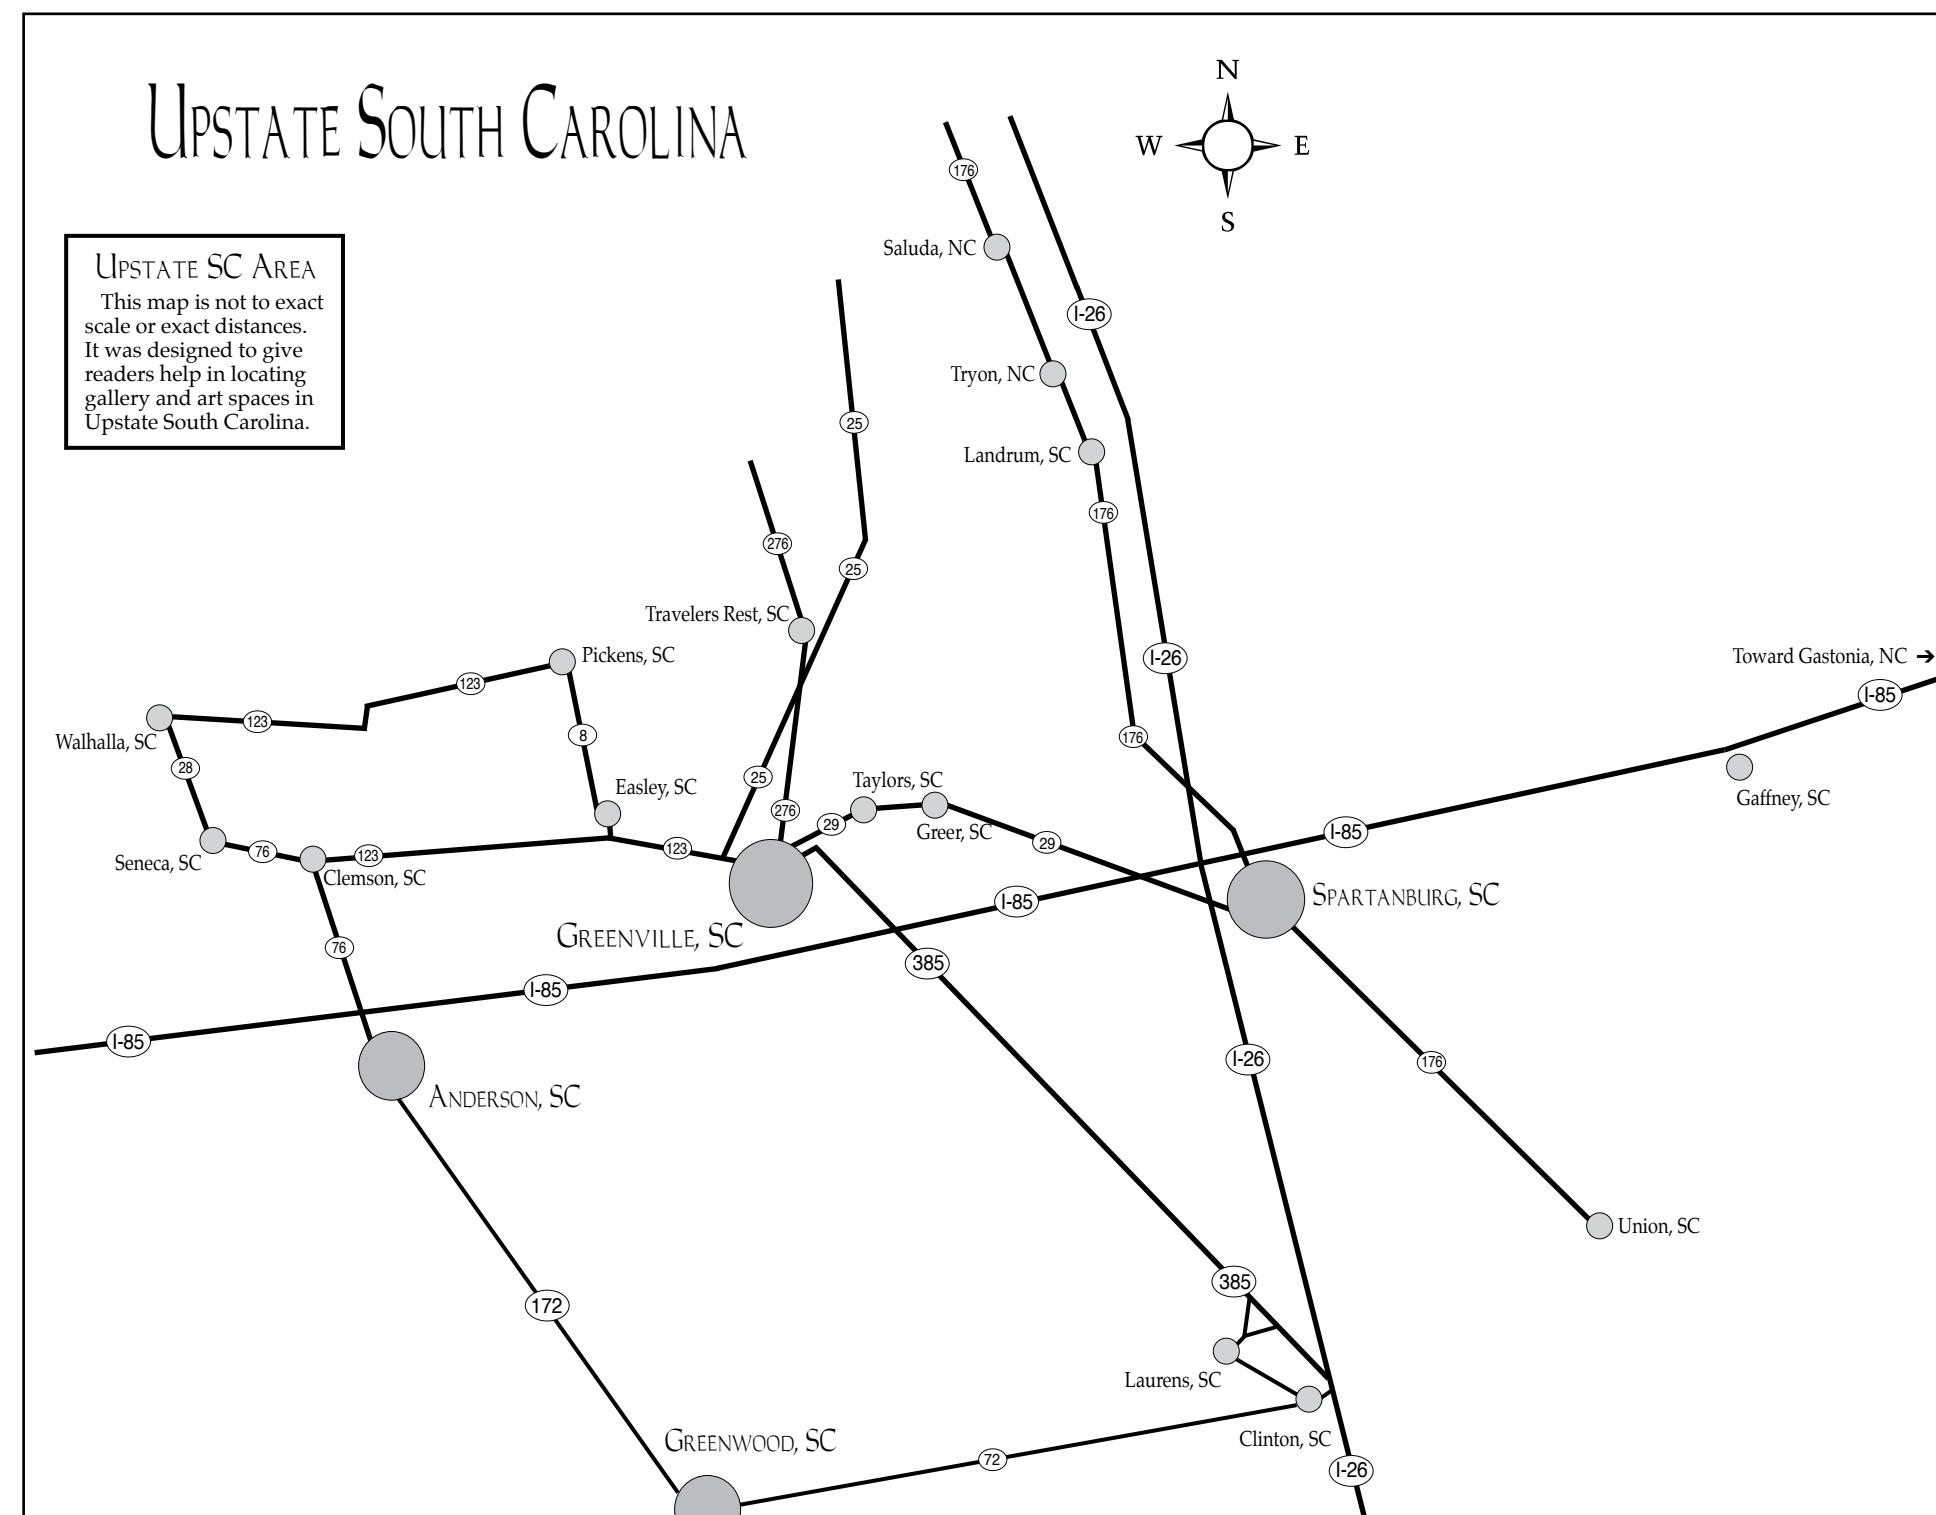 UPSTATE SOUTH CAROLINA
N
W
E
S
UPSTATE SC AREA
This map is not to exact
scale or exact distances.
It was designed to give
readers help in locating
gallery and art spaces in
Upstate South Carolina.
176
Saluda, NC
I-26
Tryon, NC
25
Landrum, SC
176
276
25
Travelers Rest, SC
Pickens, SC
I-26
Toward Gastonia, NC ➔
123
I-85
123
Walhalla, SC
8
176
28
25
Taylors, SC
Gaffney, SC
Easley, SC
276
29
Greer, SC
I-85
29
Seneca, SC
76
123
123
Clemson, SC
SPARTANBURG, SC
I-85
GREENVILLE, SC
76
385
I-85
I-85
I-26
176
ANDERSON, SC
Union, SC
385
172
Laurens, SC
GREENWOOD, SC
Clinton, SC
72
I-26